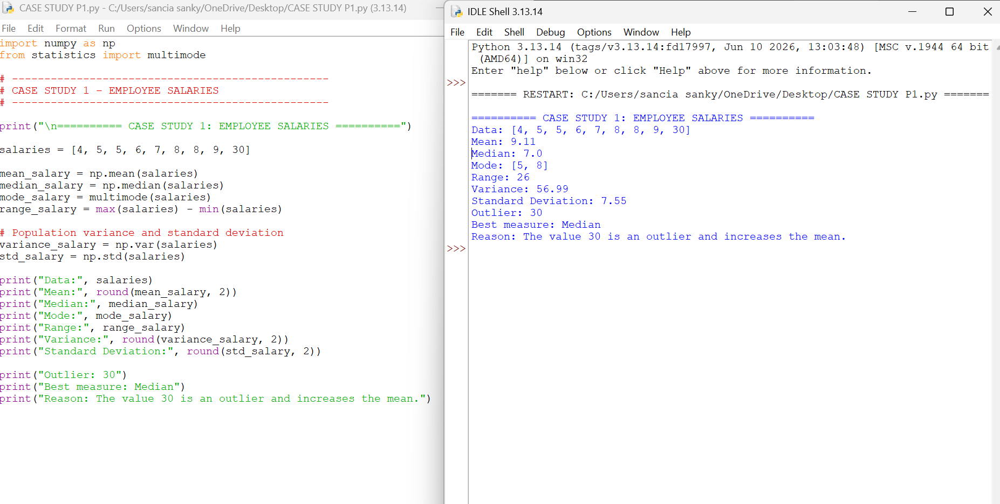 CASE STUDY P1.py - C:/Users/sancia sanky/OneDrive/Desktop/CASE STUDY P1.py (3.13.14)
File Edit Format Run Options Window Help
import numpy as np
from statistics import multimode
# -------------------------------------------------
# CASE STUDY 1 - EMPLOYEE SALARIES
# -------------------------------------------------
print("\n========== CASE STUDY 1: EMPLOYEE SALARIES ==========")
salaries = [4, 5, 5, 6, 7, 8, 8, 9, 30]
mean_salary = np.mean(salaries)
median_salary = np.median(salaries)
mode_salary = multimode(salaries)
range_salary = max(salaries) - min(salaries)
# Population variance and standard deviation
variance_salary = np.var(salaries)
std_salary = np.std(salaries)
print("Data:", salaries)
print("Mean:", round(mean_salary, 2))
print("Median:", median_salary)
print("Mode:", mode_salary)
print("Range:", range_salary)
print("Variance:", round(variance_salary, 2))
print("Standard Deviation:", round(std_salary, 2))
print("Outlier: 30")
print("Best measure: Median")
print("Reason: The value 30 is an outlier and increases the mean.")
IDLE Shell 3.13.14
File Edit Shell Debug Options Window Help
Python 3.13.14 (tags/v3.13.14:fd17997, Jun 10 2026, 13:03:48) [MSC v.1944 64 bit
(AMD64)] on win32
Enter "help" below or click "Help" above for more information.
>>>
======= RESTART: C:/Users/sancia sanky/OneDrive/Desktop/CASE STUDY P1.py =======
========== CASE STUDY 1: EMPLOYEE SALARIES ==========
Data: [4, 5, 5, 6, 7, 8, 8, 9, 30]
Mean: 9.11
Median: 7.0
Mode: [5, 8]
Range: 26
Variance: 56.99
Standard Deviation: 7.55
Outlier: 30
Best measure: Median
Reason: The value 30 is an outlier and increases the mean.
>>>